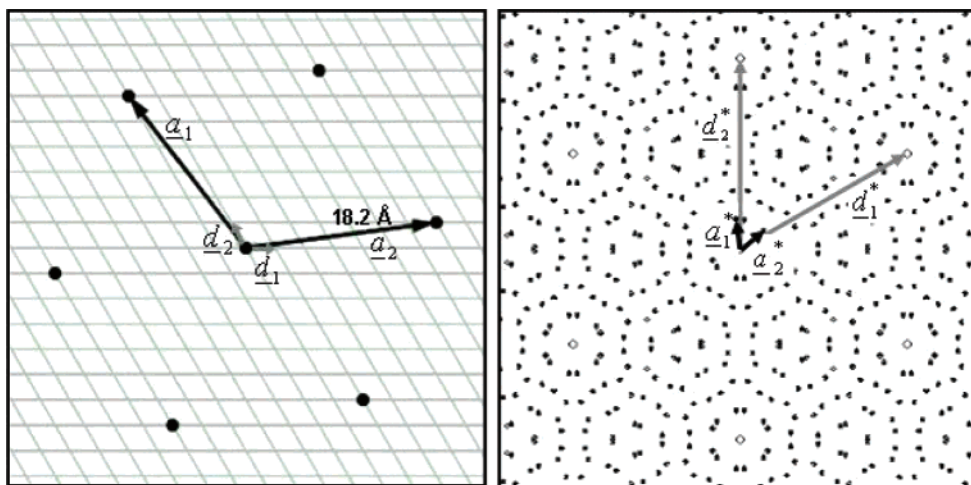 a₁
18.2 Å
a₂
d₂
d₁
d₂*
d₁*
a₁*
a₂*